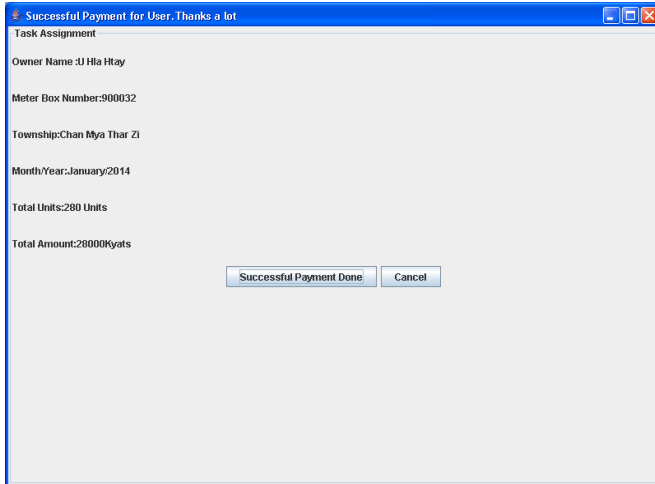 Successful Payment for User.Thanks a lot
Task Assignment
Owner Name :U Hla Htay
Meter Box Number:900032
Township:Chan Mya Thar Zi
Month/Year:January/2014
Total Units:280 Units
Total Amount:28000Kyats
Successful Payment Done Cancel